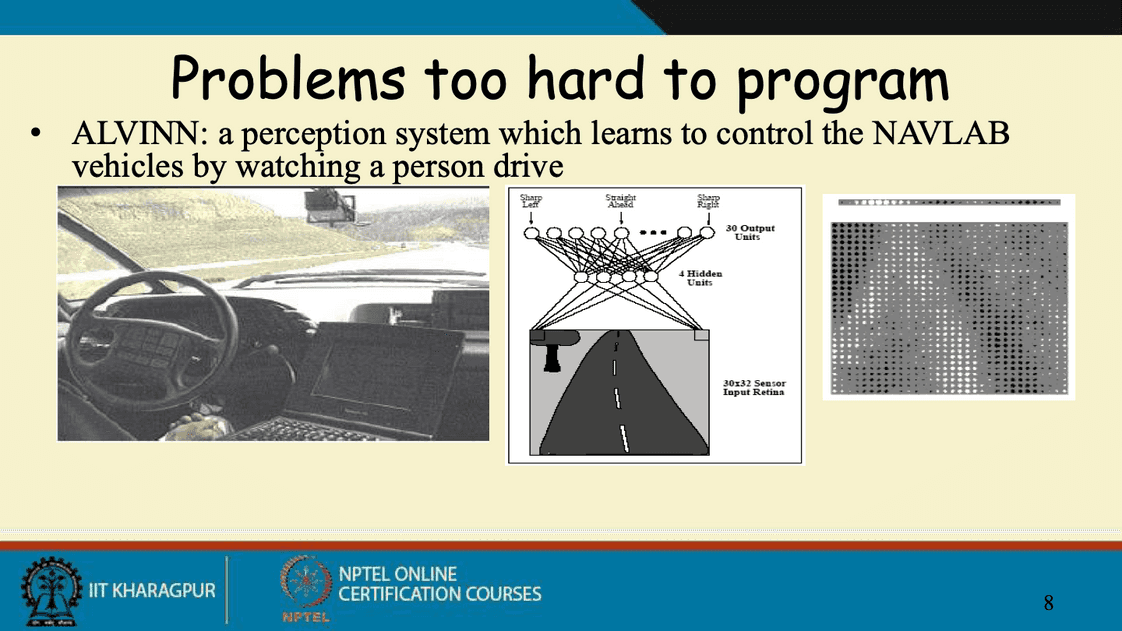 Problems too hard to program
• ALVINN: a perception system which learns to control the NAVLAB
vehicles by watching a person drive
Sharp
Left
Straight
Ahead
Sharp
Right
30 Output
Units
4 Hidden
Units
30x32 Sensor
Input Retina
IIT KHARAGPUR
NPTEL
NPTEL ONLINE
CERTIFICATION COURSES
8